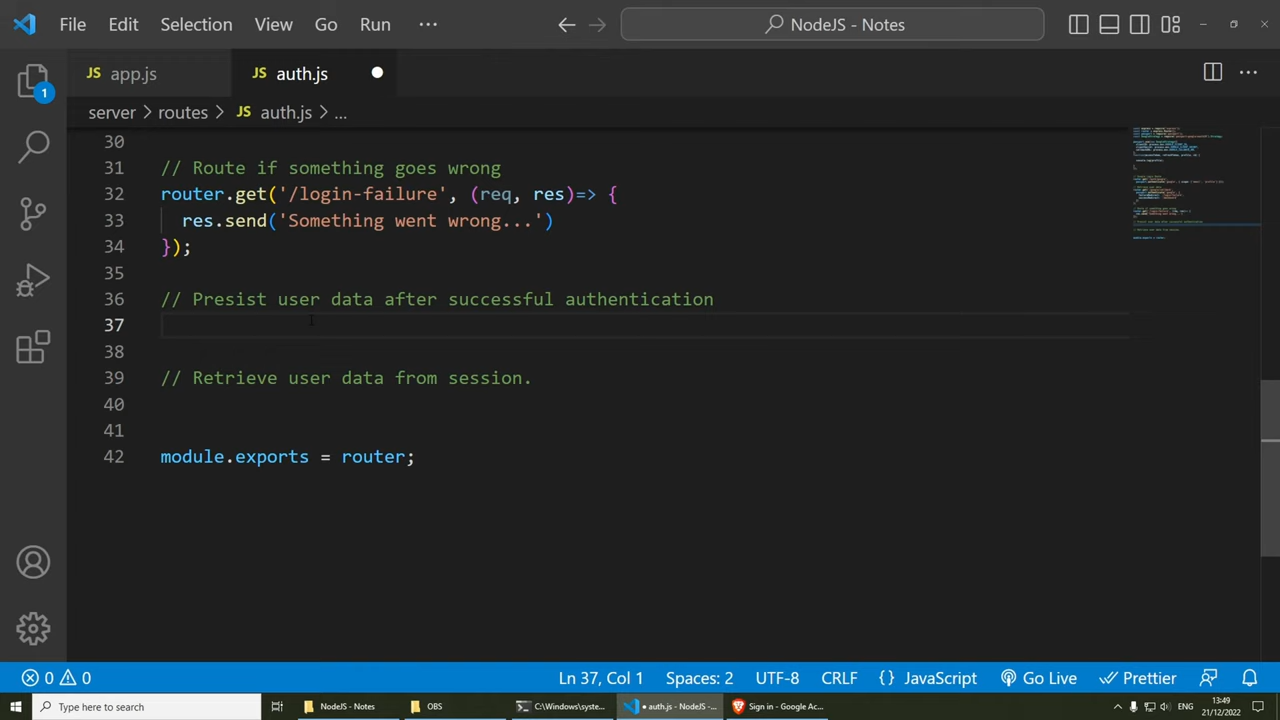 File Edit Selection View Go Run ··· NodeJS - Notes
JS app.js JS auth.js
1
server > routes > JS auth.js > ...
30
31 // Route if something goes wrong
32 router.get('/login-failure', (req, res)=> {
33 res.send('Something went wrong...')
34 });
35
36 // Presist user data after successful authentication
37
38
39 // Retrieve user data from session.
40
41
42 module.exports = router;
0 0 Ln 37, Col 1 Spaces: 2 UTF-8 CRLF {} JavaScript Go Live Prettier
Type here to search NodeJS - Notes OBS C:\Windows\syste... ● auth.js - NodeJS -... Sign in - Google Ac... ENG 13:49
21/12/2022